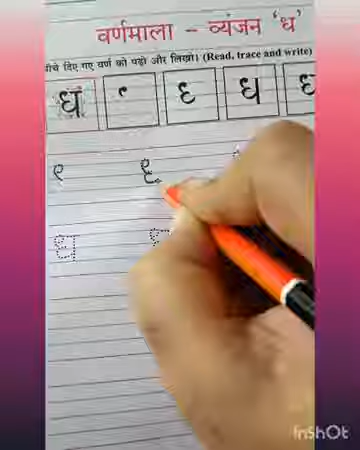 वर्णमाला – व्यंजन ‘ध’
नीचे दिए गए वर्ण को पढ़ो और लिखो। (Read, trace and write)
ध ध
ध
InShOt